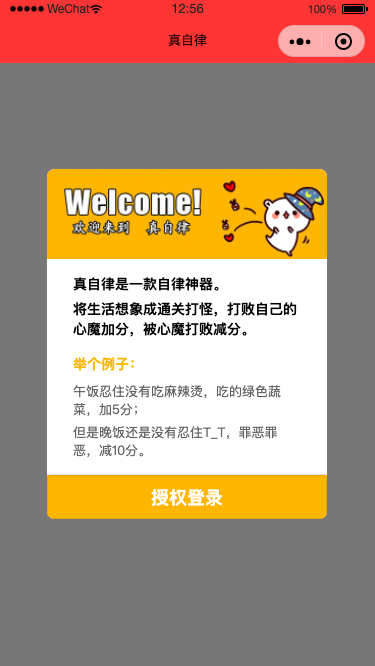 WeChat 12:56 100%
真自律
Welcome!
欢迎来到 真自律
真自律是一款自律神器。
将生活想象成通关打怪，打败自己的
心魔加分，被心魔打败减分。
举个例子：
午饭忍住没有吃麻辣烫，吃的绿色蔬
菜，加5分；
但是晚饭还是没有忍住T_T，罪恶罪
恶，减10分。
授权登录